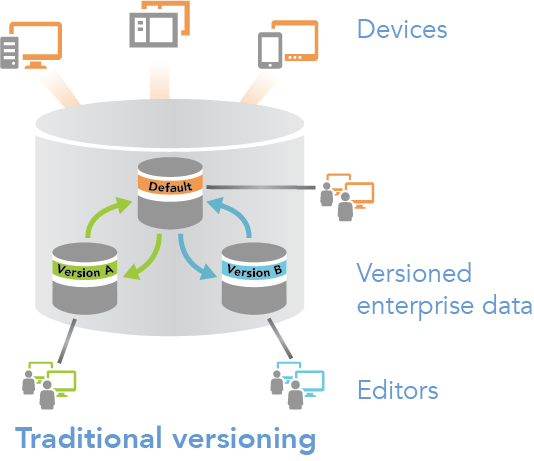 Devices
Default
Version A
Version B
Versioned
enterprise data
Editors
Traditional versioning